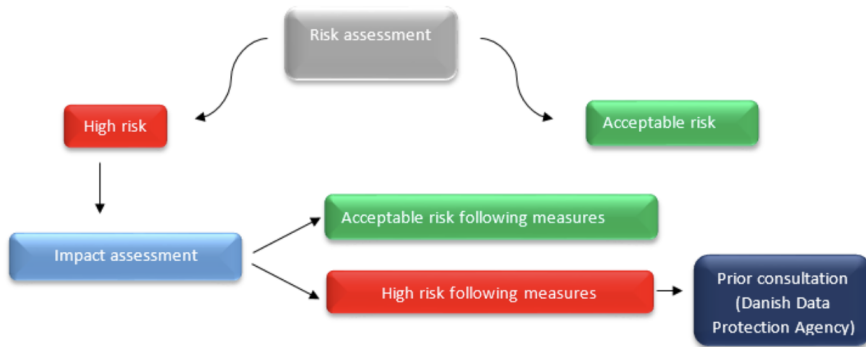 Risk assessment
High risk
Acceptable risk
Acceptable risk following measures
Impact assessment
High risk following measures
Prior consultation
(Danish Data
Protection Agency)